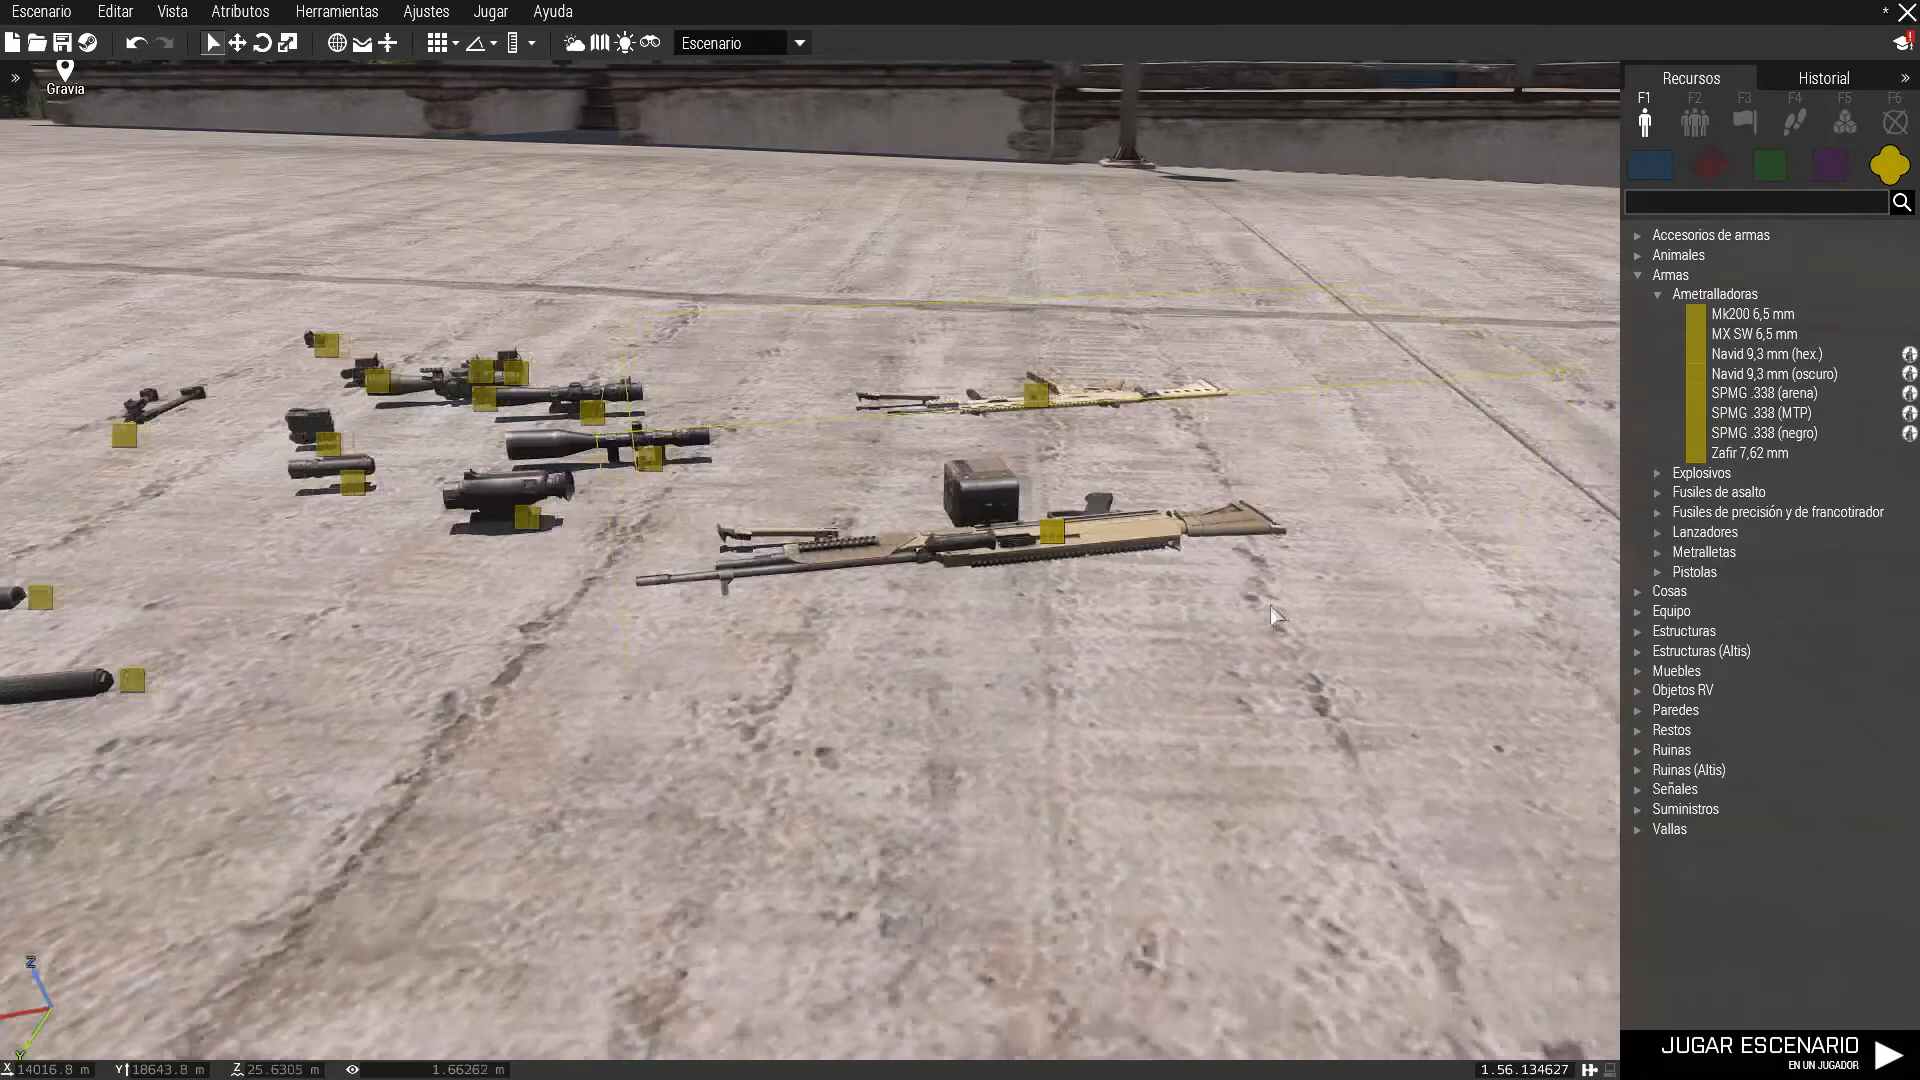 Escenario Editar Vista Atributos Herramientas Ajustes Jugar Ayuda
Escenario
Gravia
Recursos Historial
F1 F2 F3 F4 F5 F6
Accesorios de armas
Animales
Armas
Ametralladoras
Mk200 6,5 mm
MX SW 6,5 mm
Navid 9,3 mm (hex.)
Navid 9,3 mm (oscuro)
SPMG .338 (arena)
SPMG .338 (MTP)
SPMG .338 (negro)
Zafir 7,62 mm
Explosivos
Fusiles de asalto
Fusiles de precisión y de francotirador
Lanzadores
Metralletas
Pistolas
Cosas
Equipo
Estructuras
Estructuras (Altis)
Muebles
Objetos RV
Paredes
Restos
Ruinas
Ruinas (Altis)
Señales
Suministros
Vallas
JUGAR ESCENARIO
EN UN JUGADOR
Z
Y
X 14016.8 m Y 18643.8 m Z 25.6305 m 1.66262 m 1.56.134627